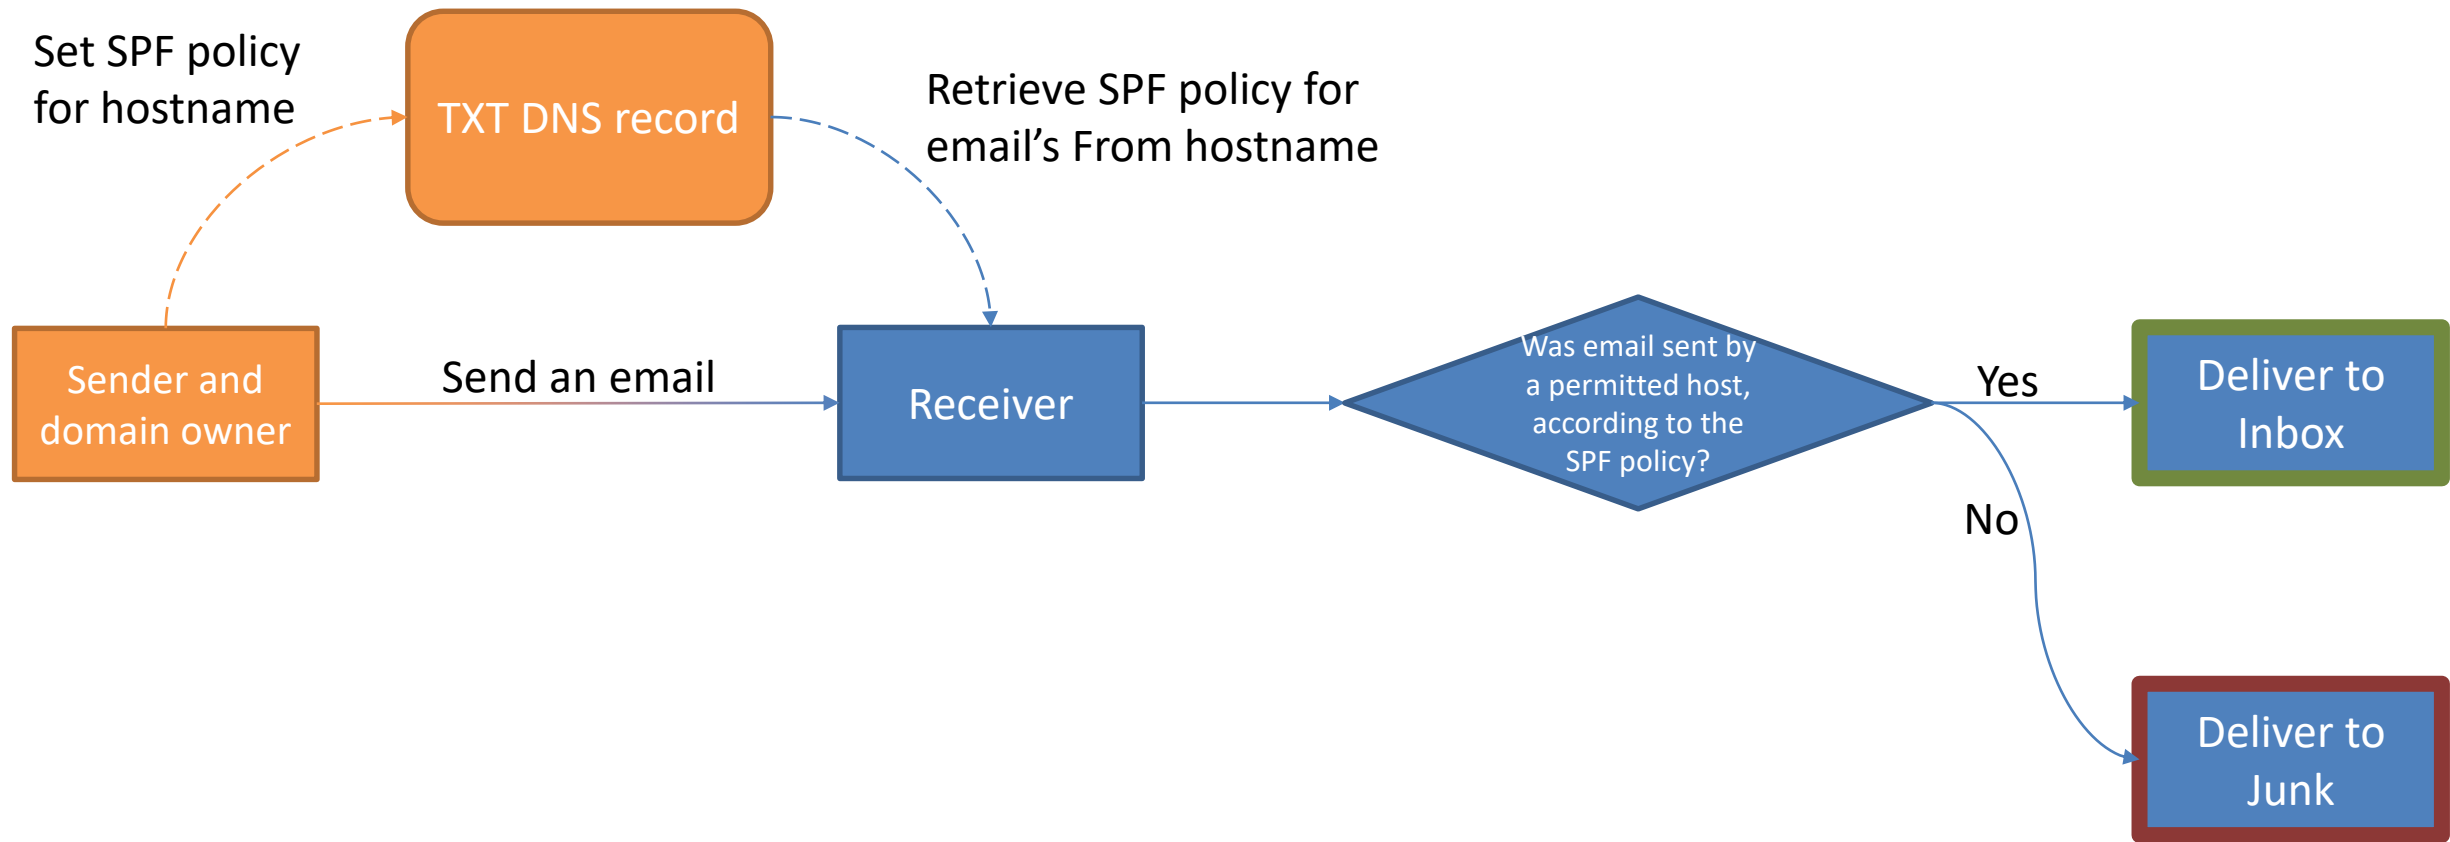 Set SPF policy
for hostname
TXT DNS record
Retrieve SPF policy for
email’s From hostname
Sender and
domain owner
Send an email
Receiver
Was email sent by
a permitted host,
according to the
SPF policy?
Yes
Deliver to
Inbox
No
Deliver to
Junk